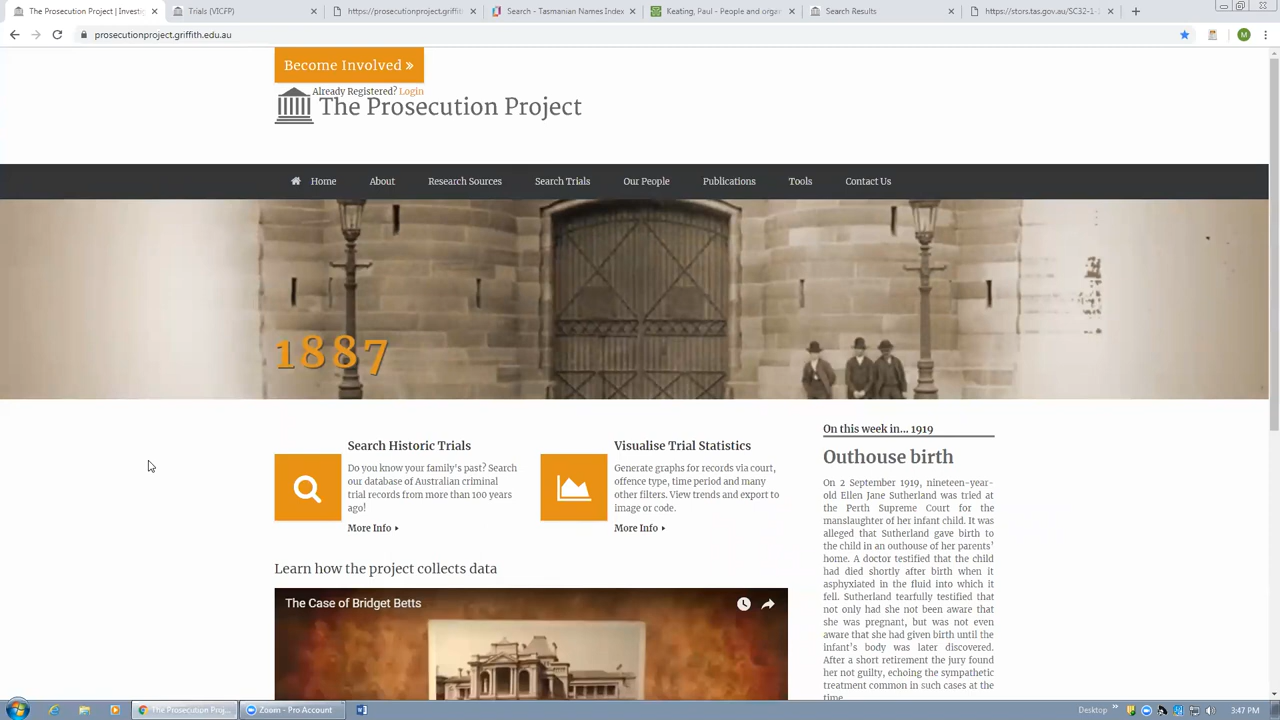 The Prosecution Project | Investig
Trials (VICFP)
https://prosecutionproject.griffith
Search - Tasmanian Names Index
Keating, Paul - People and organ
Search Results
https://stors.tas.gov.au/SC32-1-
prosecutionproject.griffith.edu.au
M
Become Involved »
Already Registered? Login
The Prosecution Project
Home About Research Sources Search Trials Our People Publications Tools Contact Us
1887
Search Historic Trials
Do you know your family's past? Search
our database of Australian criminal
trial records from more than 100 years
ago!
More Info
Visualise Trial Statistics
Generate graphs for records via court,
offence type, time period and many
other filters. View trends and export to
image or code.
More Info
Learn how the project collects data
The Case of Bridget Betts
On this week in... 1919
Outhouse birth
On 2 September 1919, nineteen-year-
old Ellen Jane Sutherland was tried at
the Perth Supreme Court for the
manslaughter of her infant child. It was
alleged that Sutherland gave birth to
the child in an outhouse of her parents'
home. A doctor testified that the child
had died shortly after birth when it
asphyxiated in the fluid into which it
fell. Sutherland tearfully testified that
not only had she not been aware that
she was pregnant, but was not even
aware that she had given birth until the
infant's body was later discovered.
After a short retirement the jury found
her not guilty, echoing the sympathetic
treatment common in such cases at the
time.
The Prosecution Proj...
Zoom - Pro Account
Desktop
3:47 PM